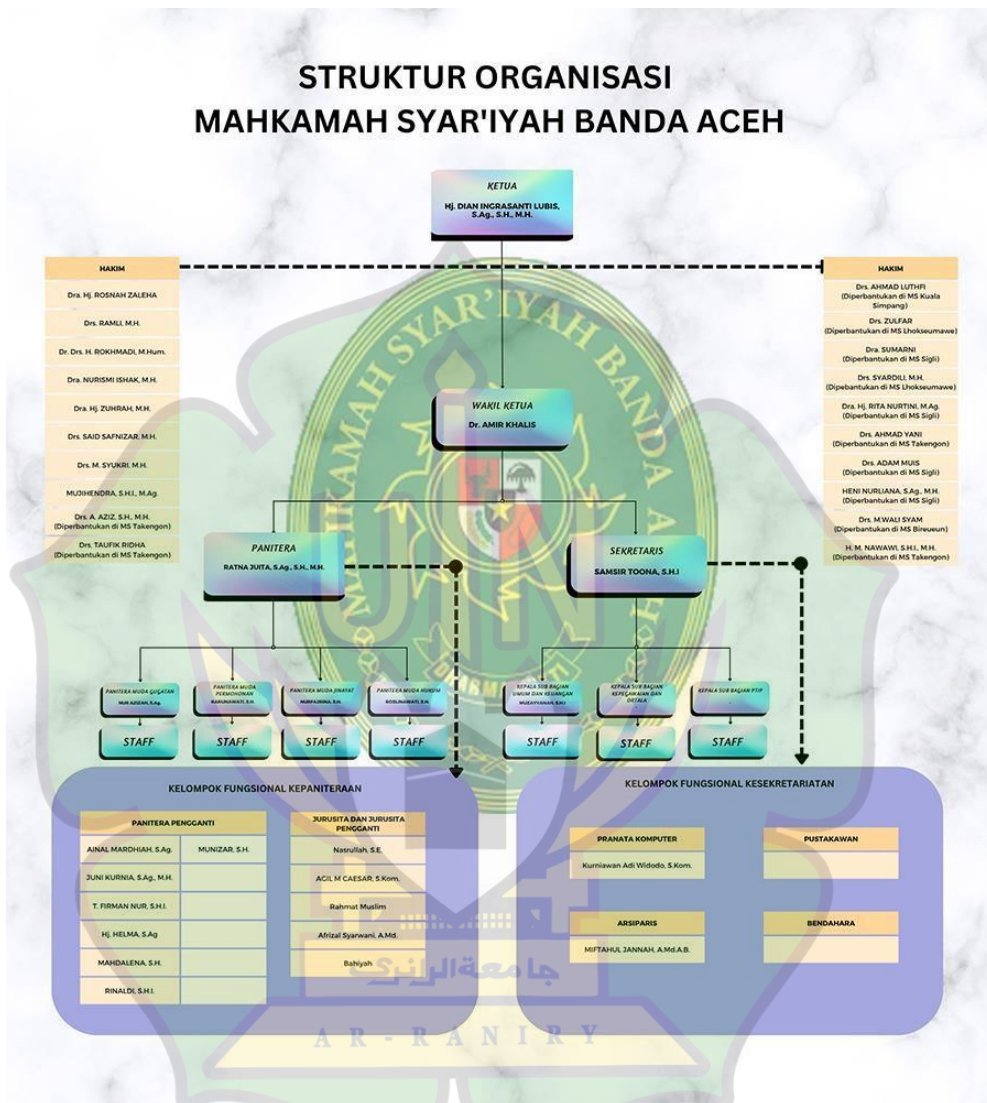 STRUKTUR ORGANISASI
MAHKAMAH SYAR'IYAH BANDA ACEH
KETUA
Hj. DIAN INGRASANTI LUBIS,
S.Ag., S.H., M.H.
HAKIM
Dra. Hj. ROSNAH ZALEHA
Drs. RAMLI, M.H.
Dr. Drs. H. ROKHMADI, M.Hum.
Dra. NURISMI ISHAK, M.H.
Dra. Hj. ZUHRAH, M.H.
Drs. SAID SAFNIZAR, M.H.
Drs. M. SYUKRI, M.H.
MUJIHENDRA, S.H.I., M.Ag.
Drs. A. AZIZ, S.H., M.H.
(Diperbantukan di MS Takengon)
Drs. TAUFIK RIDHA
(Diperbantukan di MS Takengon)
HAKIM
Drs. AHMAD LUTHFI
(Diperbantukan di MS Kuala
Simpang)
Drs. ZULFAR
(Diperbantukan di MS Lhokseumawe)
Dra. SUMARNI
(Diperbantukan di MS Sigli)
Drs. SYARDILI, M.H.
(Dipebantukan di MS Lhokseumawe)
Dra. Hj. RITA NURTINI, M.Ag.
(Diperbantukan di MS Sigli)
Drs. AHMAD YANI
(Diperbantukan di MS Takengon)
Drs. ADAM MUIS
(Diperbantukan di MS Sigli)
HENI NURLIANA, S.Ag., M.H.
(Diperbantukan di MS Sigli)
Drs. M.WALI SYAM
(Diperbantukan di MS Bireueun)
H. M. NAWAWI, S.H.I., M.H.
(Diperbantukan di MS Takengon)
MAHKAMAH SYAR'IYAH BANDA ACEH
WAKIL KETUA
Dr. AMIR KHALIS
PANITERA
RATNA JUITA, S.Ag., S.H., M.H.
SEKRETARIS
SAMSIR TOONA, S.H.I
UIN
PANITERA MUDA GUGATAN
NUR AZIZAH, S.Ag.
PANITERA MUDA
PERMOHONAN
S.H.
PANITERA MUDA JINAYAT
S.H.
PANITERA MUDA HUKUM
ROSLINAWATI, S.H.
KEPALA SUB BAGIAN
UMUM DAN KEUANGAN
KEPALA SUB BAGIAN
KEPEGAWAIAN DAN
ORTALA
KEPALA SUB BAGIAN PTIP
STAFF
STAFF
STAFF
STAFF
STAFF
STAFF
STAFF
KELOMPOK FUNGSIONAL KEPANITERAAN
PANITERA PENGGANTI
AINAL MARDHIAH, S.Ag. MUNIZAR, S.H.
JUNI KURNIA, S.Ag., M.H.
T. FIRMAN NUR, S.H.I.
Hj. HELMA, S.Ag
MAHDALENA, S.H.
RINALDI, S.H.I.
JURUSITA DAN JURUSITA
PENGGANTI
Nasrullah, S.E.
AGIL M CAESAR, S.Kom.
Rahmat Muslim
Afrizal Syarwani, A.Md.
Bahiyah
KELOMPOK FUNGSIONAL KESEKRETARIATAN
PRANATA KOMPUTER
Kurniawan Adi Widodo, S.Kom.
PUSTAKAWAN
ARSIPARIS
MIFTAHUL JANNAH, A.Md.A.B.
BENDAHARA
جامعة الرانري
AR-RANIRY